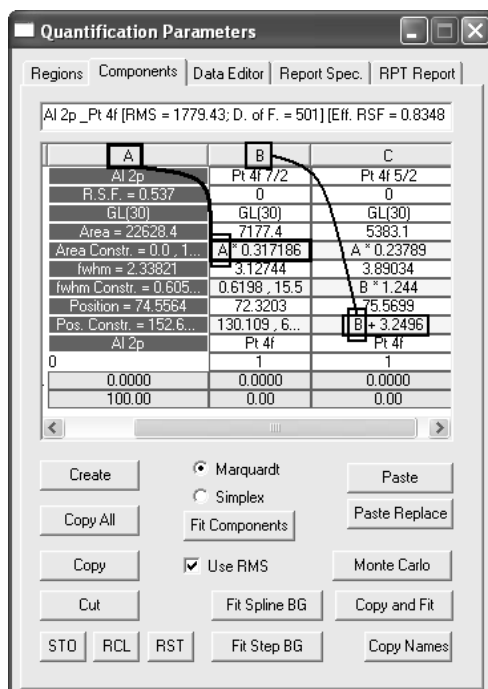 Quantification Parameters
Regions Components Data Editor Report Spec. RPT Report
Al 2p _Pt 4f [RMS = 1779.43; D. of F. = 501] [Eff. RSF = 0.8348
A B C
Al 2p Pt 4f 7/2 Pt 4f 5/2
R.S.F. = 0.537 0 0
GL(30) GL(30) GL(30)
Area = 22628.4 7177.4 5383.1
Area Constr. = 0.0 , 1... A * 0.317186 A * 0.23789
fwhm = 2.33821 3.12744 3.89034
fwhm Constr. = 0.605... 0.6198 , 15.5 B * 1.244
Position = 74.5564 72.3203 75.5699
Pos. Constr. = 152.6... 130.109 , 6... B + 3.2496
Al 2p Pt 4f Pt 4f
0 1 1
0.0000 0.0000 0.0000
100.00 0.00 0.00
Create Marquardt Paste
Simplex
Copy All Fit Components Paste Replace
Copy Use RMS Monte Carlo
Cut Fit Spline BG Copy and Fit
STO RCL RST Fit Step BG Copy Names